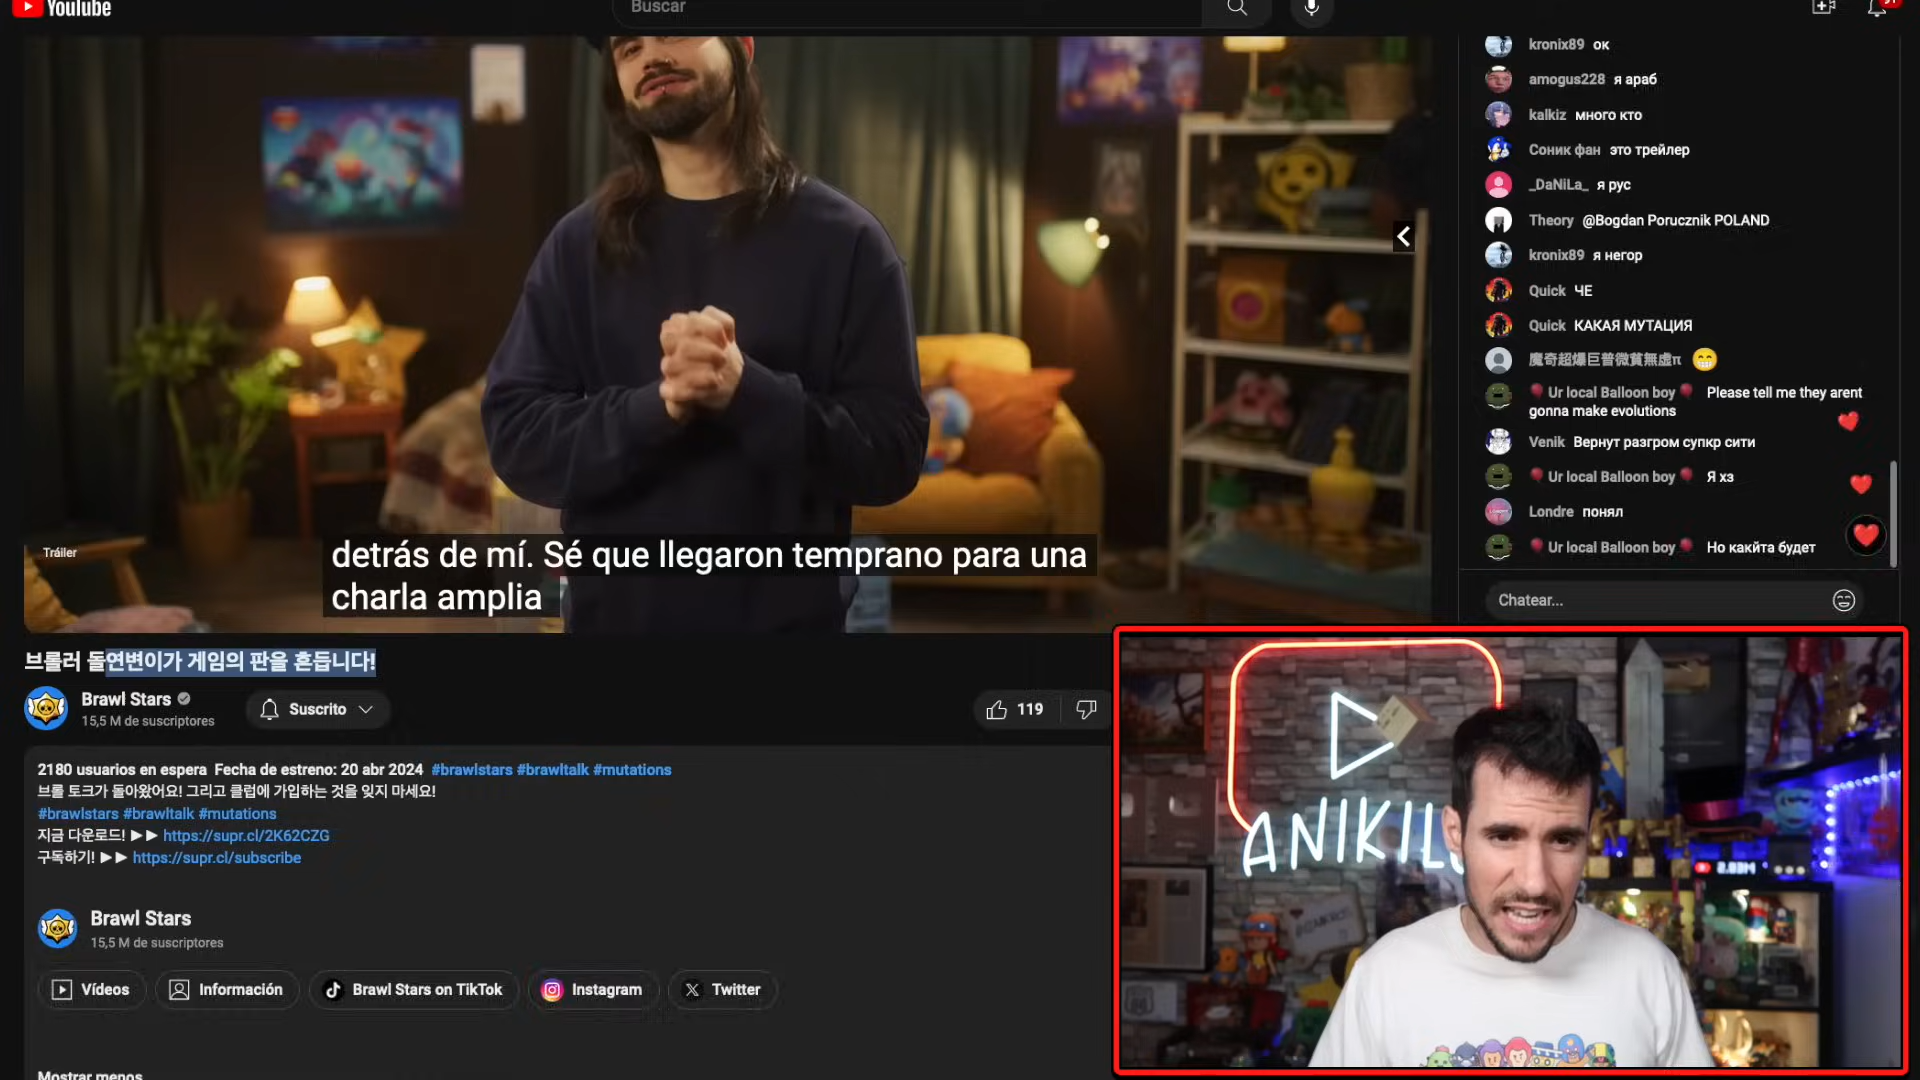 YouTube
Buscar
kronix89 ок
amogus228 я араб
kalkiz много кто
Соник фан это трейлер
_DaNiLa_ я рус
Theory @Bogdan Porucznik POLAND
kronix89 я негор
Quick ЧЕ
Quick КАКАЯ МУТАЦИЯ
魔奇超爆巨普微貧無虛π 😁
🎈 Ur local Balloon boy 🎈 Please tell me they arent
gonna make evolutions
Venik Вернут разгром супкр сити
🎈 Ur local Balloon boy 🎈 Я хз
Londre понял
🎈 Ur local Balloon boy 🎈 Но какйта будет
Chatear...
Tráiler
detrás de mí. Sé que llegaron temprano para una
charla amplia
브롤러 돌연변이가 게임의 판을 흔듭니다!
Brawl Stars
15,5 M de suscriptores
Suscrito
119
2180 usuarios en espera Fecha de estreno: 20 abr 2024 #brawlstars #brawltalk #mutations
브롤 토크가 돌아왔어요! 그리고 클럽에 가입하는 것을 잊지 마세요!
#brawlstars #brawltalk #mutations
지금 다운로드! ▶▶ https://supr.cl/2K62CZG
구독하기! ▶▶ https://supr.cl/subscribe
Brawl Stars
15,5 M de suscriptores
Vídeos
Información
Brawl Stars on TikTok
Instagram
Twitter
Mostrar menos
ANIKIL